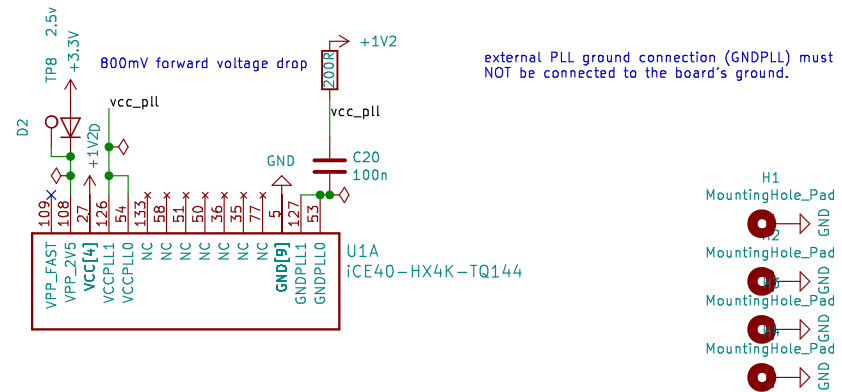 2.5v
TP8
+3.3V
800mV forward voltage drop
+1V2
200R
external PLL ground connection (GNDPLL) must
NOT be connected to the board's ground.
vcc_pll
vcc_pll
D2
+1V2D
GND
C20
100n
109
108
27
126
54
133
58
51
50
36
35
77
5
127
53
VPP_FAST
VPP_2V5
VCC[4]
VCCPLL1
VCCPLL0
NC
NC
NC
NC
NC
NC
NC
GND[9]
GNDPLL1
GNDPLL0
U1A
iCE40-HX4K-TQ144
H1
MountingHole_Pad
GND
H2
MountingHole_Pad
GND
H3
MountingHole_Pad
GND
H4
MountingHole_Pad
GND